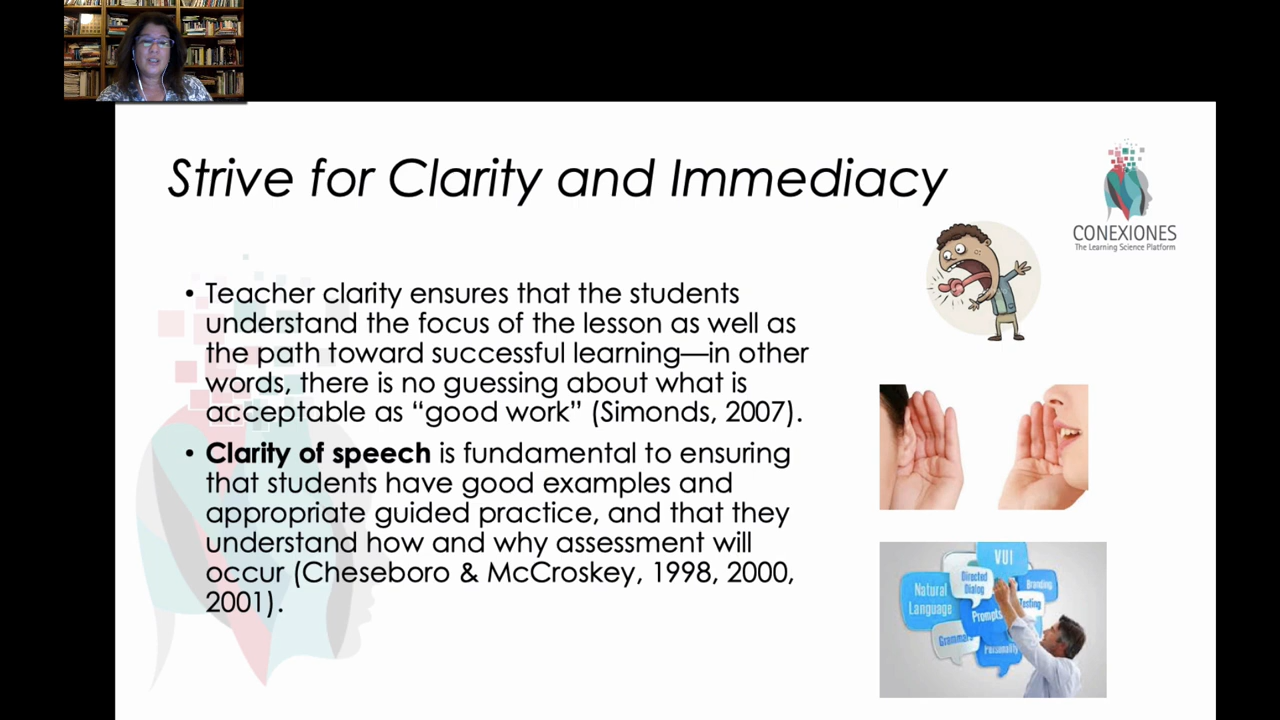 Strive for Clarity and Immediacy
CONEXIONES
The Learning Science Platform
• Teacher clarity ensures that the students
understand the focus of the lesson as well as
the path toward successful learning—in other
words, there is no guessing about what is
acceptable as “good work” (Simonds, 2007).
• Clarity of speech is fundamental to ensuring
that students have good examples and
appropriate guided practice, and that they
understand how and why assessment will
occur (Cheseboro & McCroskey, 1998, 2000,
2001).
VUI
Directed
Dialog
Branding
Natural
Language
Testing
Prompts
Grammar
Personality